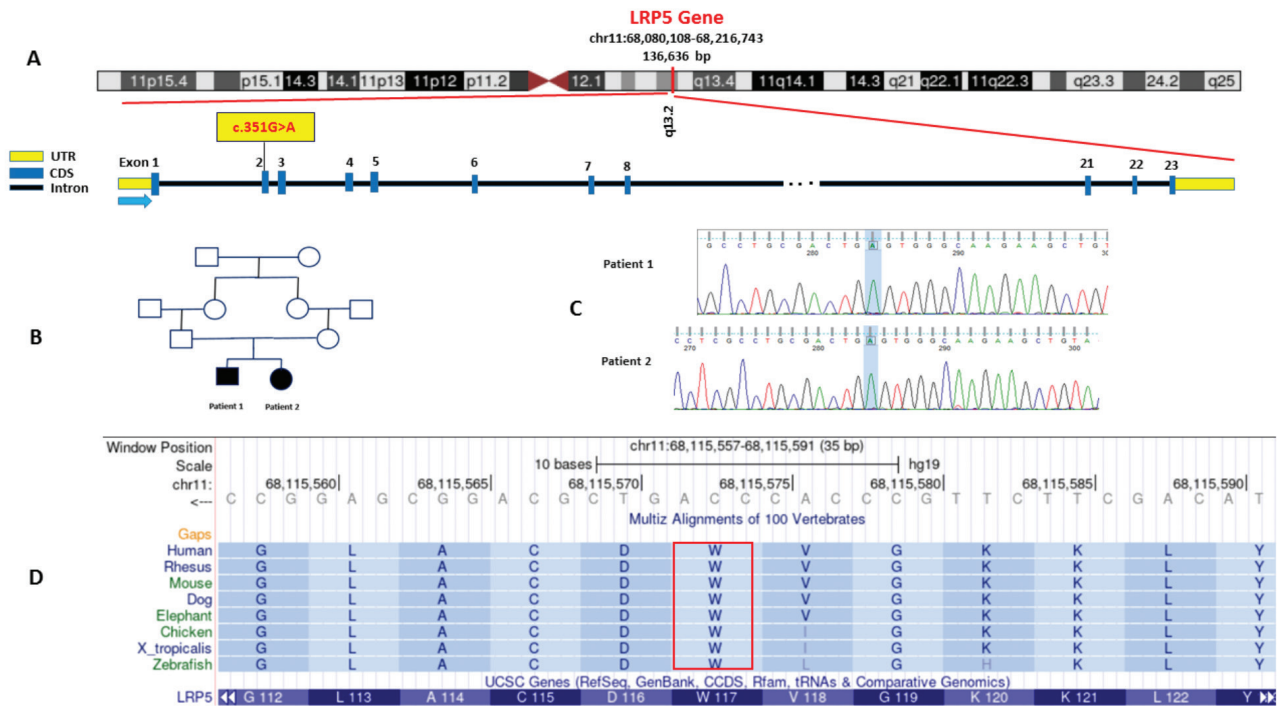 LRP5 Gene
chr11:68,080,108-68,216,743
136,636 bp
A
11p15.4 p15.1 14.3 14.1 11p13 11p12 p11.2 12.1 q13.4 11q14.1 14.3 q21 q22.1 11q22.3 q23.3 24.2 q25
q13.2
c.351G>A
UTR
CDS
Intron
Exon 1 2 3 4 5 6 7 8 21 22 23
...
B
Patient 1 Patient 2
C
Patient 1
G C C T G C G A C T G A G T G G G C A A G A A G C T G T
280 290 30
Patient 2
C C T C G C C T G C G A C T G A G T G G G C A A G A A G C T G T A
270 280 290 300
D
Window Position chr11:68,115,557-68,115,591 (35 bp)
Scale 10 bases hg19
chr11: 68,115,560 68,115,565 68,115,570 68,115,575 68,115,580 68,115,585 68,115,590
<--- C C G G A G C G G A C G C T G A C C C A C C C G T T C T T C G A C A T
Multiz Alignments of 100 Vertebrates
Gaps
Human G L A C D W V G K K L Y
Rhesus G L A C D W V G K K L Y
Mouse G L A C D W V G K K L Y
Dog G L A C D W V G K K L Y
Elephant G L A C D W V G K K L Y
Chicken G L A C D W I G K K L Y
X_tropicalis G L A C D W I G K K L Y
Zebrafish G L A C D W L G H K L Y
UCSC Genes (RefSeq, GenBank, CCDS, Rfam, tRNAs & Comparative Genomics)
LRP5 G 112 L 113 A 114 C 115 D 116 W 117 V 118 G 119 K 120 K 121 L 122 Y